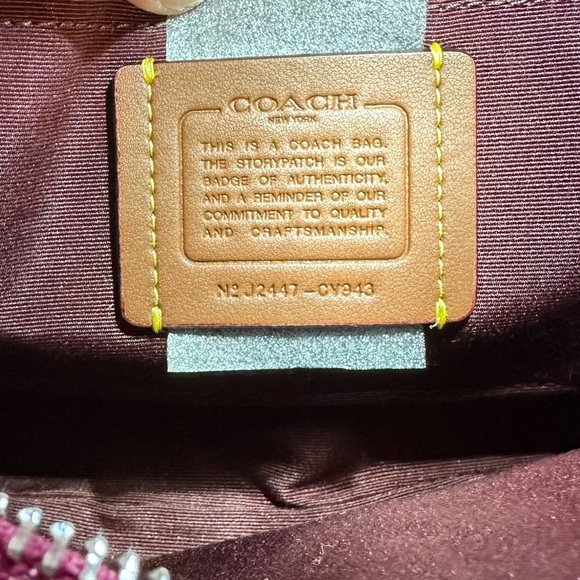 COACH
NEW YORK
THIS IS A COACH BAG.
THE STORYPATCH IS OUR
BADGE OF AUTHENTICITY,
AND A REMINDER OF OUR
COMMITMENT TO QUALITY
AND CRAFTSMANSHIP.
Nº J2447-CV943